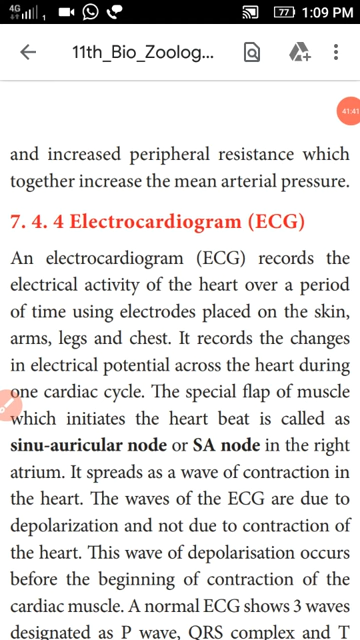 4G 1 77 1:09 PM
11th_Bio_Zoolog...
41:41
and increased peripheral resistance which
together increase the mean arterial pressure.
7. 4. 4 Electrocardiogram (ECG)
An electrocardiogram (ECG) records the
electrical activity of the heart over a period
of time using electrodes placed on the skin,
arms, legs and chest. It records the changes
in electrical potential across the heart during
one cardiac cycle. The special flap of muscle
which initiates the heart beat is called as
sinu-auricular node or SA node in the right
atrium. It spreads as a wave of contraction in
the heart. The waves of the ECG are due to
depolarization and not due to contraction of
the heart. This wave of depolarisation occurs
before the beginning of contraction of the
cardiac muscle. A normal ECG shows 3 waves
designated as P wave, QRS complex and T